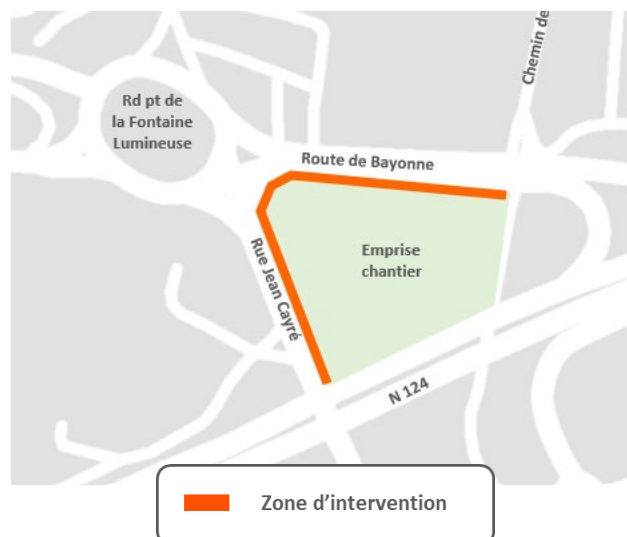 Chemin de
Rd pt de
la Fontaine
Lumineuse
Route de Bayonne
Emprise
chantier
Rue Jean Cayré
N 124
Zone d'intervention